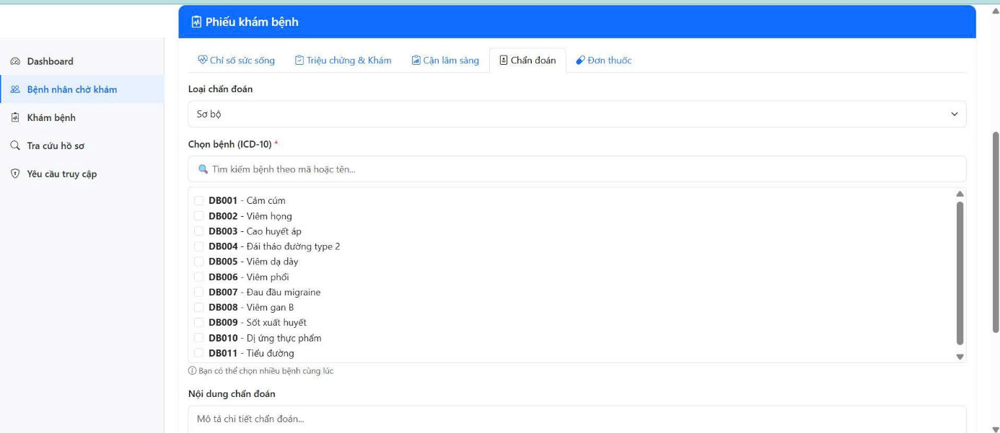 Phiếu khám bệnh
Dashboard
Bệnh nhân chờ khám
Khám bệnh
Tra cứu hồ sơ
Yêu cầu truy cập
Chỉ số sức sống
Triệu chứng & Khám
Cận lâm sàng
Chẩn đoán
Đơn thuốc
Loại chẩn đoán
Sơ bộ
Chọn bệnh (ICD-10) *
Tìm kiếm bệnh theo mã hoặc tên...
DB001 - Cảm cúm
DB002 - Viêm họng
DB003 - Cao huyết áp
DB004 - Đái tháo đường type 2
DB005 - Viêm dạ dày
DB006 - Viêm phổi
DB007 - Đau đầu migraine
DB008 - Viêm gan B
DB009 - Sốt xuất huyết
DB010 - Dị ứng thực phẩm
DB011 - Tiểu đường
Bạn có thể chọn nhiều bệnh cùng lúc
Nội dung chẩn đoán
Mô tả chi tiết chẩn đoán...